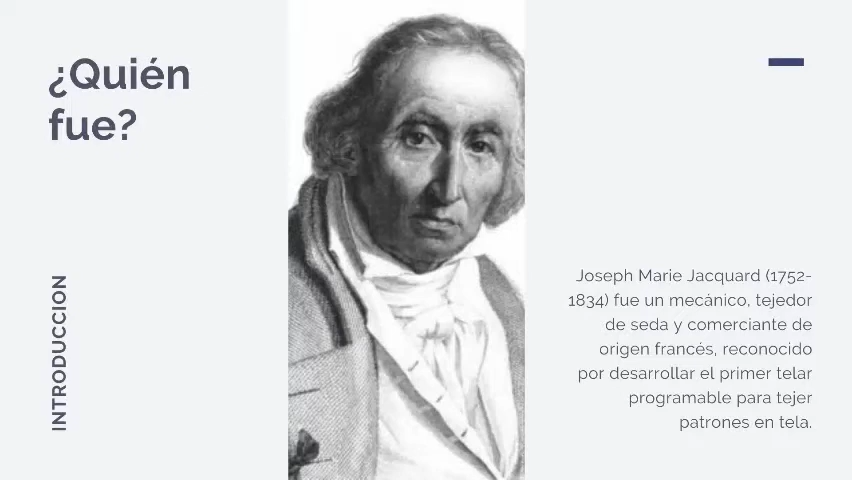 ¿Quién
fue?
INTRODUCCION
Joseph Marie Jacquard (1752-
1834) fue un mecánico, tejedor
de seda y comerciante de
origen francés, reconocido
por desarrollar el primer telar
programable para tejer
patrones en tela.